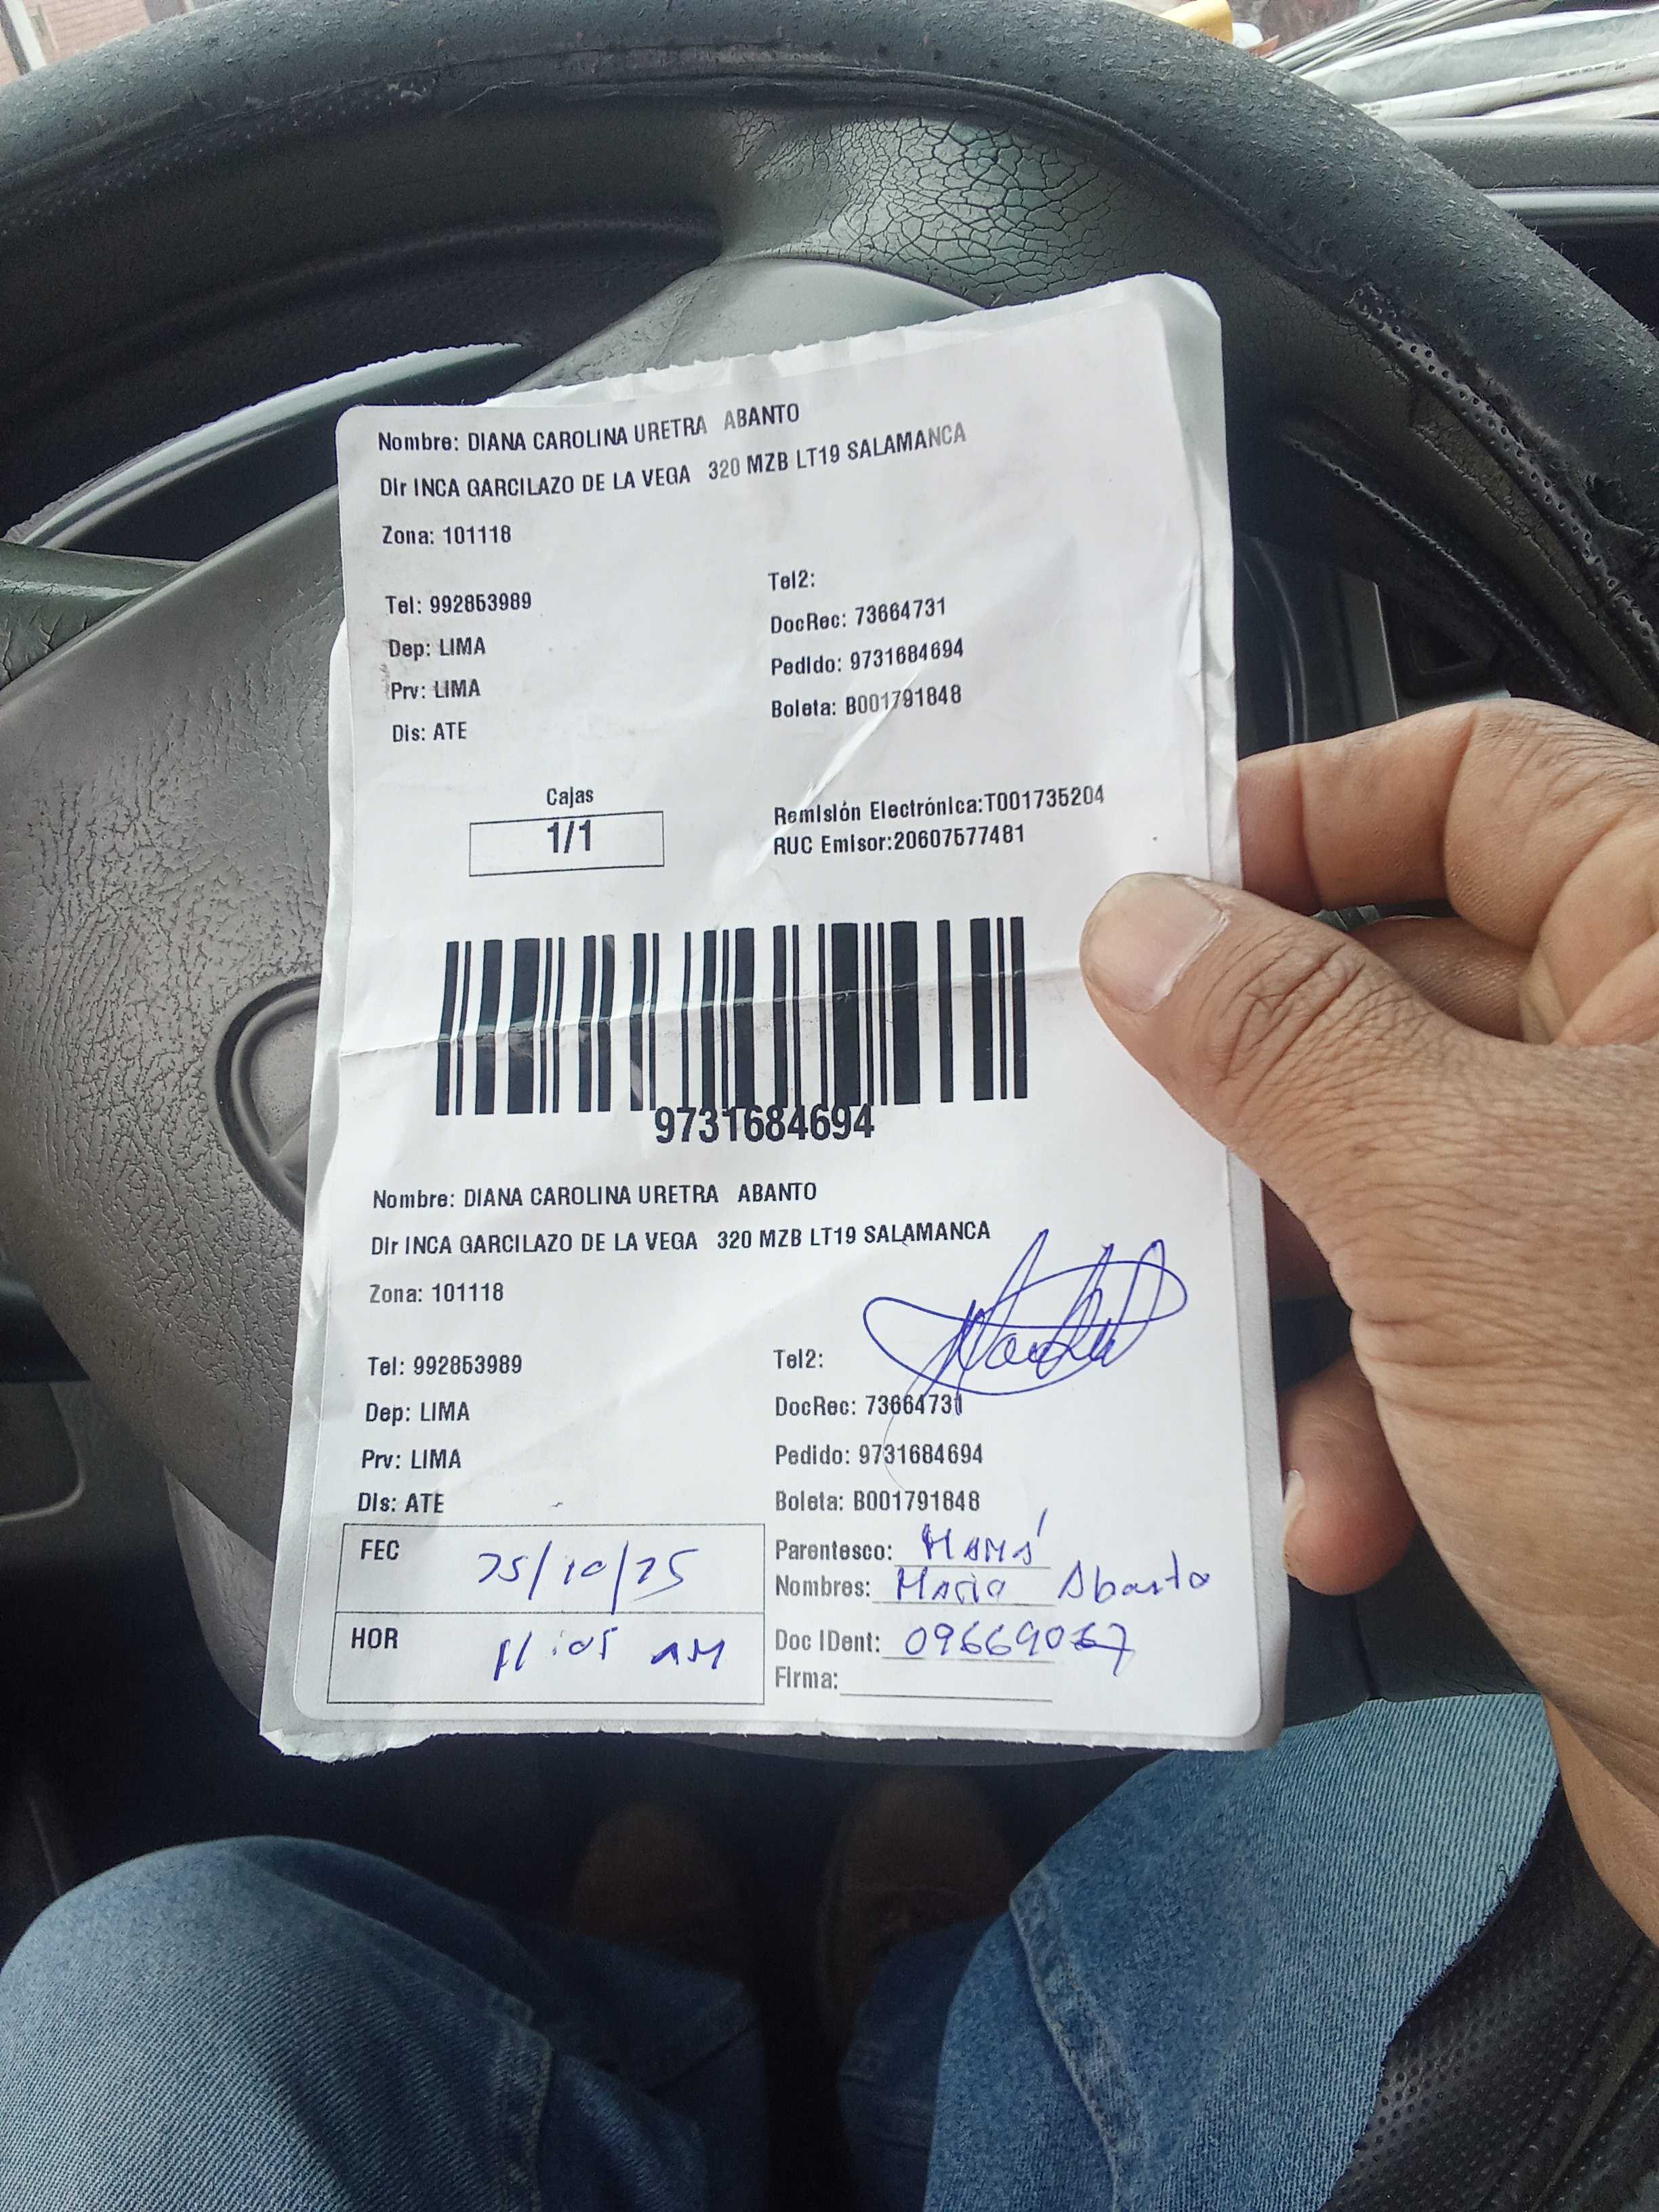 Nombre: DIANA CAROLINA URETRA ABANTO
Dir INCA GARCILAZO DE LA VEGA 320 MZB LT19 SALAMANCA
Zona: 101118
Tel: 992853989
Tel2:
Dep: LIMA
DocRec: 73664731
Prv: LIMA
Pedido: 9731684694
Dis: ATE
Boleta: B001791848
Cajas
1/1
Remisión Electrónica:T001735204
RUC Emisor:20607577481
9731684694
Nombre: DIANA CAROLINA URETRA ABANTO
Dir INCA GARCILAZO DE LA VEGA 320 MZB LT19 SALAMANCA
Zona: 101118
Tel: 992853989
Tel2:
Dep: LIMA
DocRec: 73664731
Prv: LIMA
Pedido: 9731684694
Dis: ATE
Boleta: B001791848
FEC 25/10/25
Parentesco: MAMÁ
Nombres: Maria Abanto
HOR 11:05 AM
Doc IDent:
Firma: